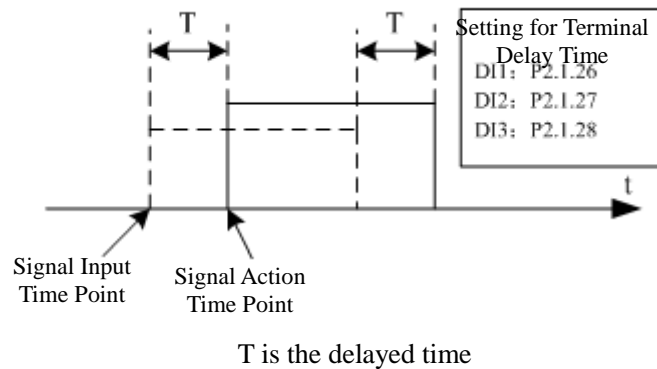 T
T
Setting for Terminal
Delay Time
DI1: P2.1.26
DI2: P2.1.27
DI3: P2.1.28
t
Signal Input
Time Point
Signal Action
Time Point
T is the delayed time